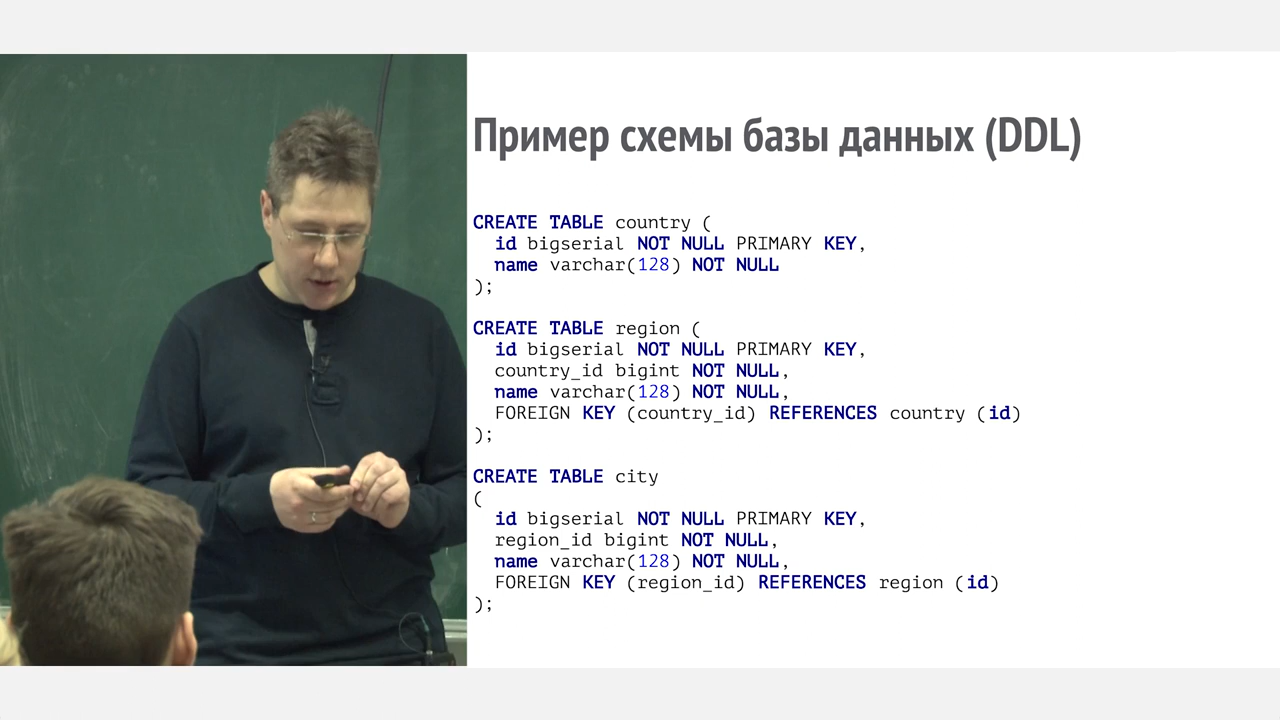 Пример схемы базы данных (DDL)
CREATE TABLE country (
id bigserial NOT NULL PRIMARY KEY,
name varchar(128) NOT NULL
);
CREATE TABLE region (
id bigserial NOT NULL PRIMARY KEY,
country_id bigint NOT NULL,
name varchar(128) NOT NULL,
FOREIGN KEY (country_id) REFERENCES country (id)
);
CREATE TABLE city
(
id bigserial NOT NULL PRIMARY KEY,
region_id bigint NOT NULL,
name varchar(128) NOT NULL,
FOREIGN KEY (region_id) REFERENCES region (id)
);